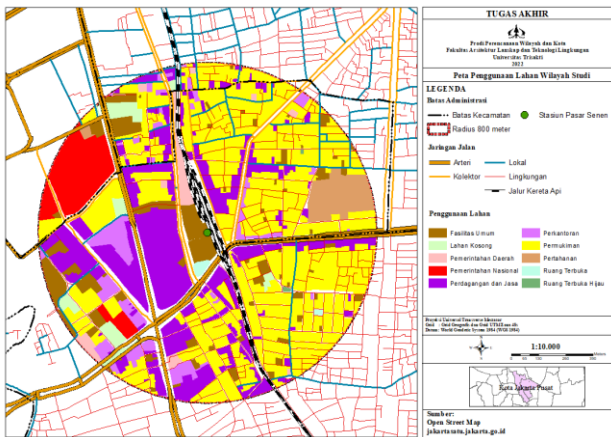 TUGAS AKHIR
Prodi Perencanaan Wilayah dan Kota
Fakultas Arsitektur Lanskap dan Teknologi Lingkungan
Universitas Trisakti
2022
Peta Penggunaan Lahan Wilayah Studi
LEGENDA
Batas Administrasi
Batas Kecamatan
Stasiun Pasar Senen
Radius 800 meter
Jaringan Jalan
Arteri
Lokal
Kolektor
Lingkungan
Jalur Kereta Api
Penggunaan Lahan
Fasilitas Umum
Perkantoran
Lahan Kosong
Permukiman
Pemerintahan Daerah
Pertahanan
Pemerintahan Nasional
Ruang Terbuka
Perdagangan dan Jasa
Ruang Terbuka Hijau
1:10.000
Kota Jakarta Pusat
Sumber:
Open Street Map
jakartasatu.jakarta.go.id